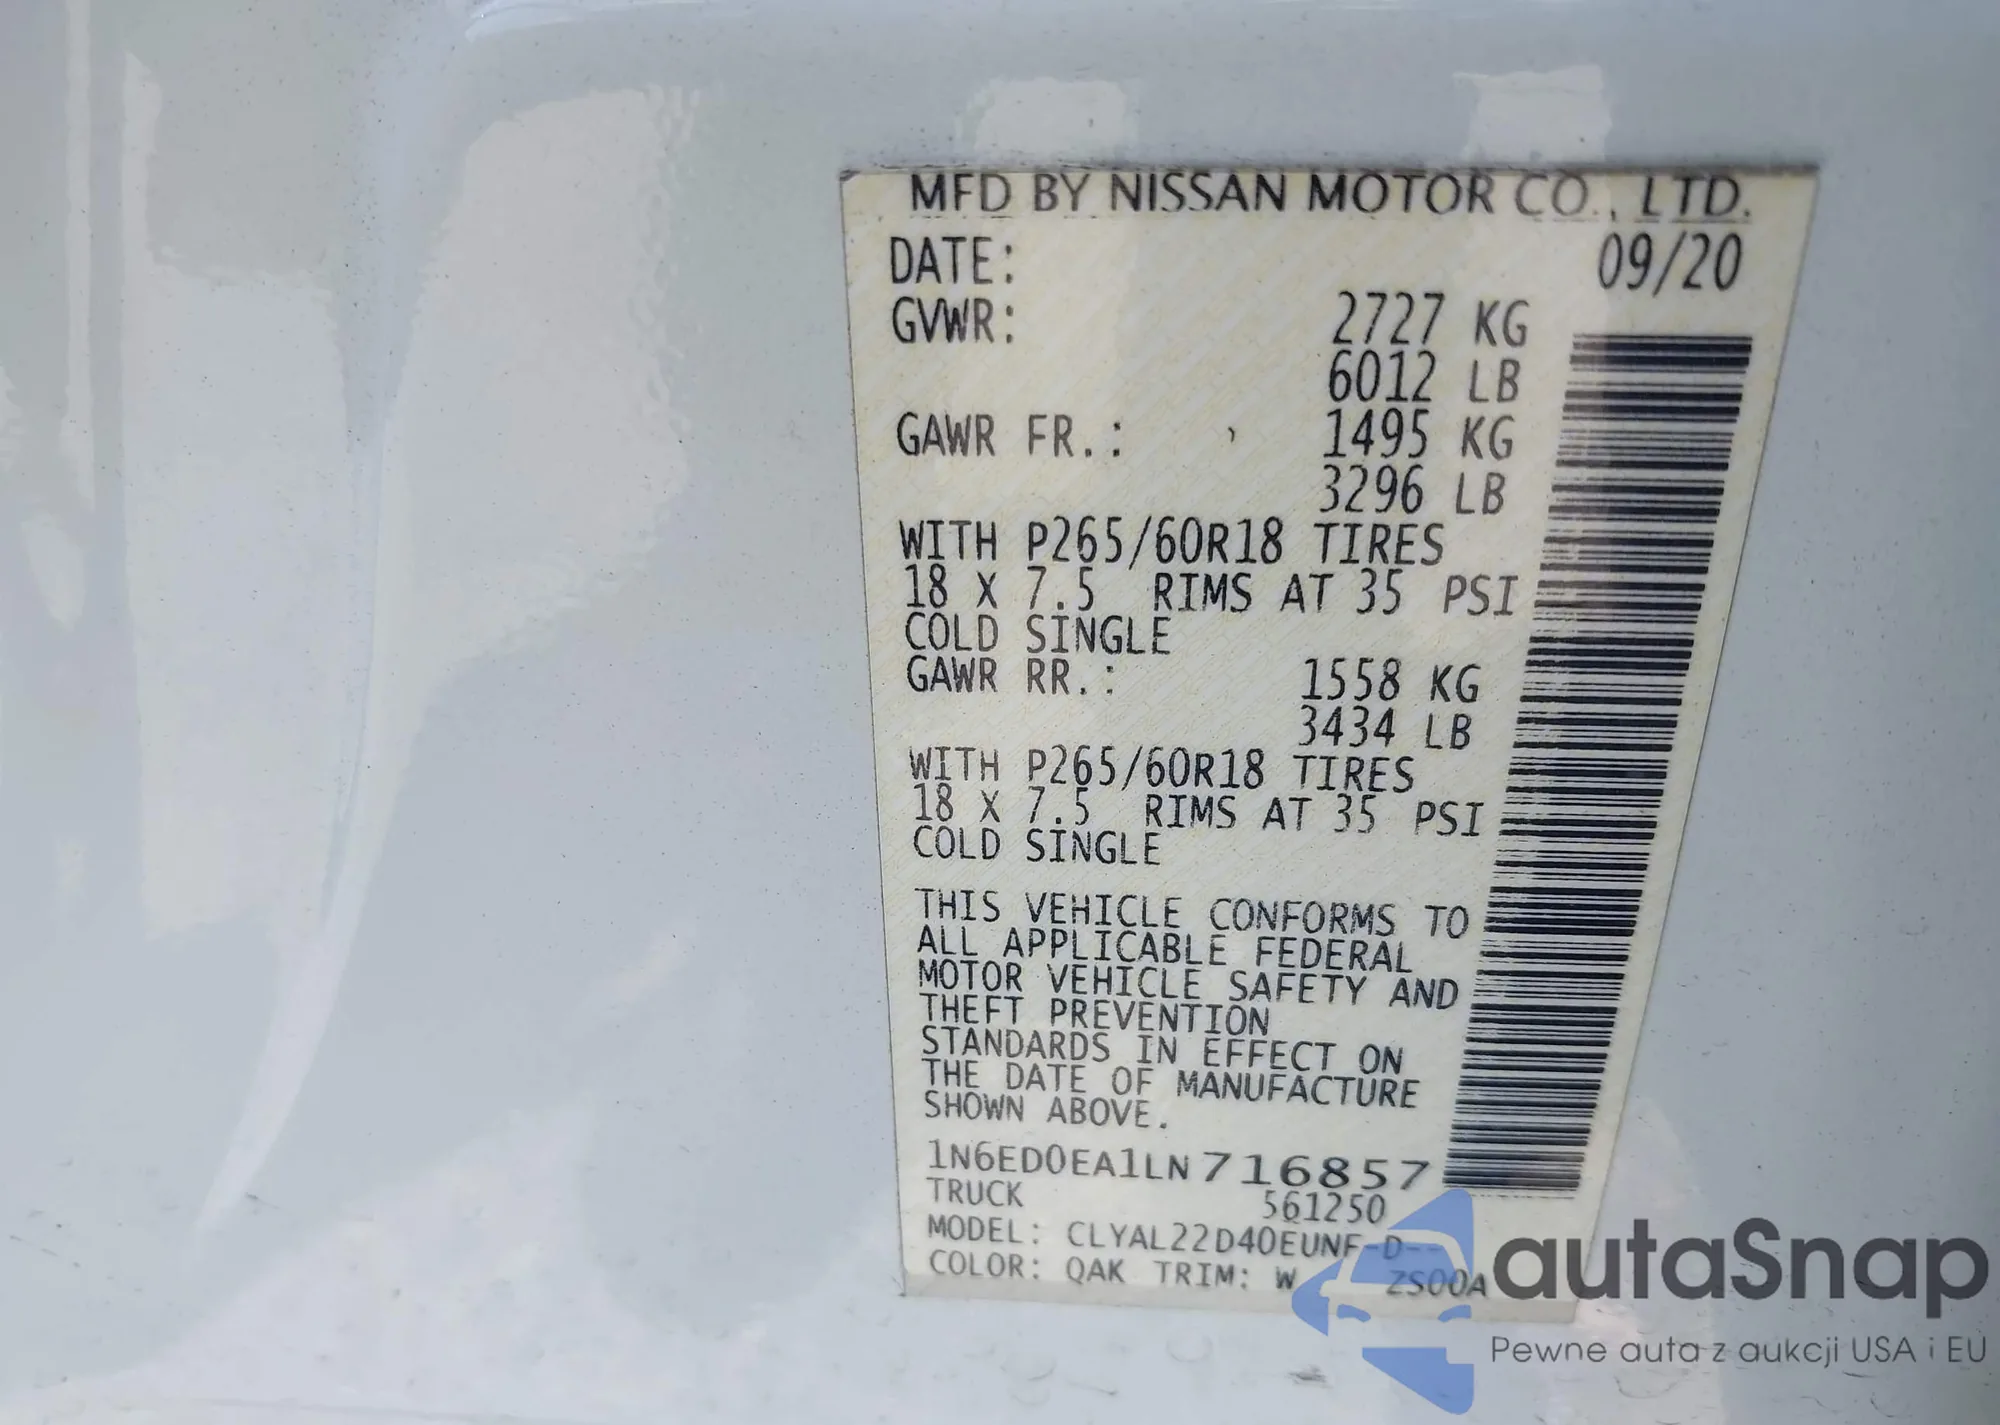 MFD BY NISSAN MOTOR CO., LTD.
DATE: 09/20
GVWR: 2727 KG
6012 LB
GAWR FR.: 1495 KG
3296 LB
WITH P265/60R18 TIRES
18 X 7.5 RIMS AT 35 PSI
COLD SINGLE
GAWR RR.: 1558 KG
3434 LB
WITH P265/60R18 TIRES
18 X 7.5 RIMS AT 35 PSI
COLD SINGLE
THIS VEHICLE CONFORMS TO
ALL APPLICABLE FEDERAL
MOTOR VEHICLE SAFETY AND
THEFT PREVENTION
STANDARDS IN EFFECT ON
THE DATE OF MANUFACTURE
SHOWN ABOVE.
1N6ED0EA1LN716857
TRUCK 561250
MODEL: CLYAL22D40EUNF-D--
COLOR: QAK TRIM: W ZS00A
autaSnap
Pewne auta z aukcji USA i EU